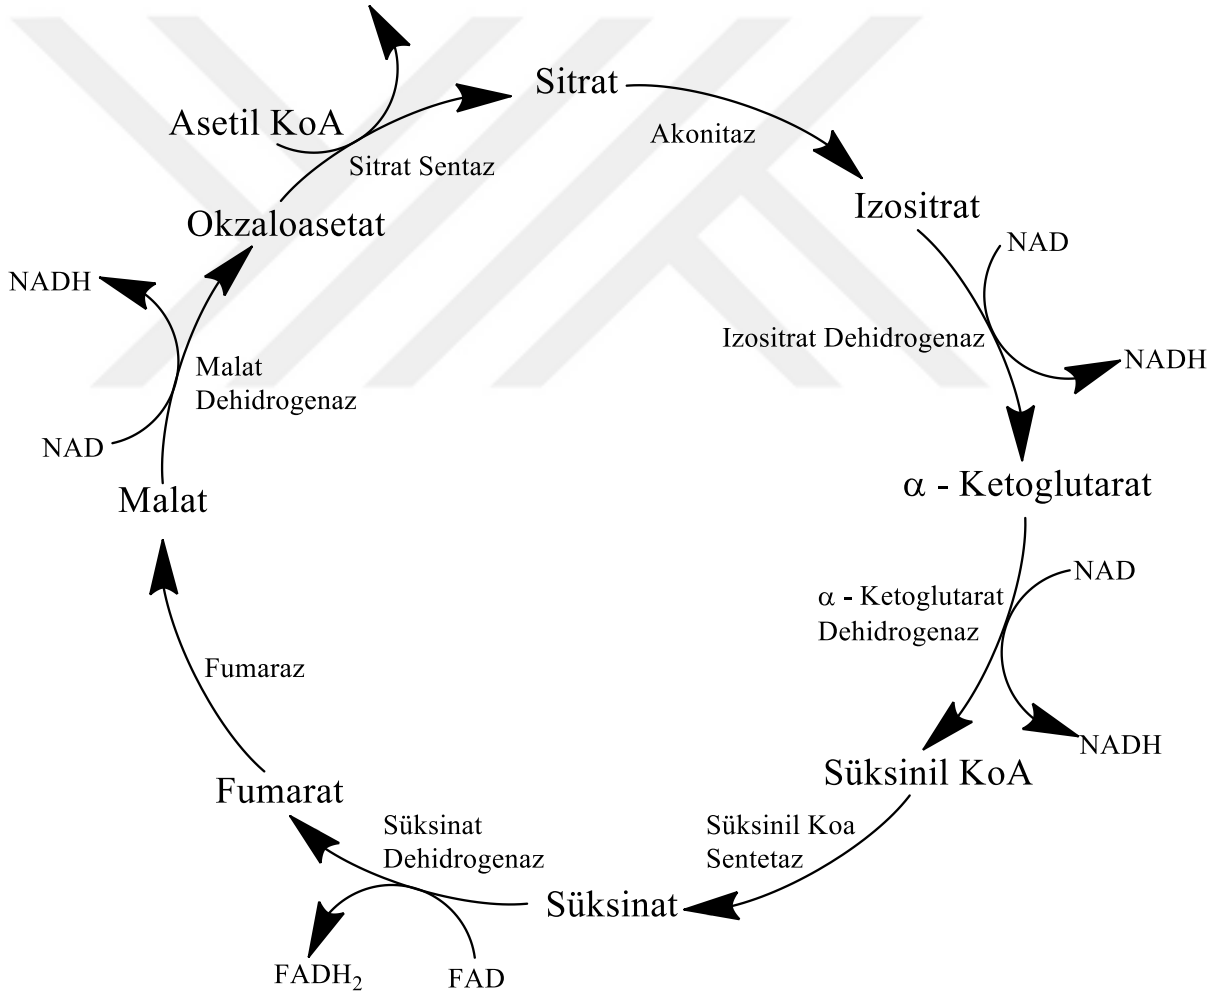 Sitrat
Asetil KoA
Akonitaz
Sitrat Sentaz
Izositrat
Okzaloasetat
NAD
NADH
Izositrat Dehidrogenaz
NADH
Malat
Dehidrogenaz
NAD
α - Ketoglutarat
Malat
NAD
α - Ketoglutarat
Dehidrogenaz
Fumaraz
NADH
Süksinil KoA
Fumarat
Süksinat
Dehidrogenaz
Süksinil Koa
Sentetaz
Süksinat
FADH₂
FAD